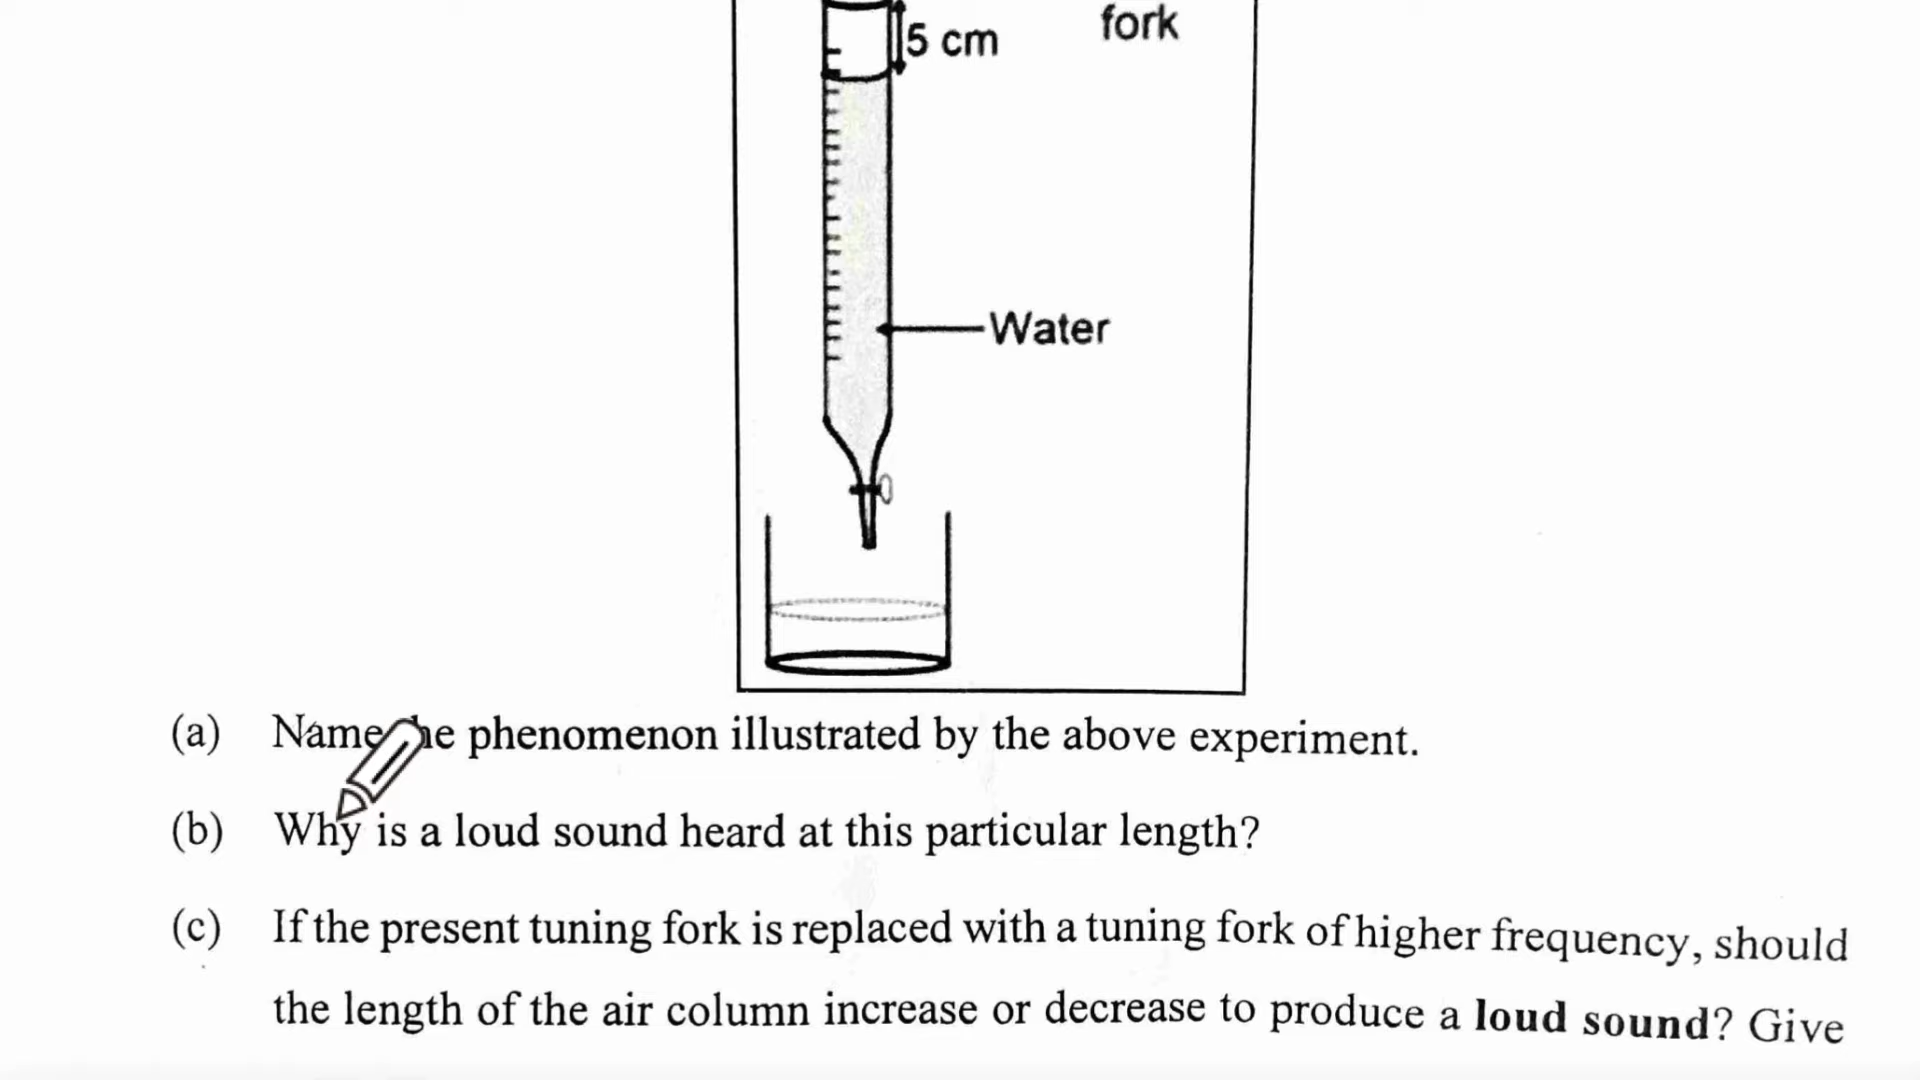 fork
5 cm
Water
(a) Name he phenomenon illustrated by the above experiment.
(b) Why is a loud sound heard at this particular length?
(c) If the present tuning fork is replaced with a tuning fork of higher frequency, should
the length of the air column increase or decrease to produce a loud sound? Give